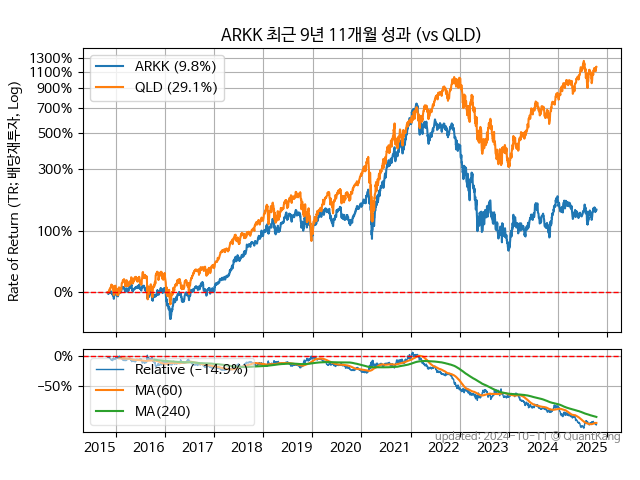 ARKK 최근 9년 11개월 성과 (vs QLD)
Rate of Return (TR; 배당재투자, Log)
1300%
1100%
900%
700%
500%
300%
100%
0%
ARKK (9.8%)
QLD (29.1%)
0%
−50%
Relative (−14.9%)
MA(60)
MA(240)
2015 2016 2017 2018 2019 2020 2021 2022 2023 2024 2025
updated: 2024-10-11 © QuantKang